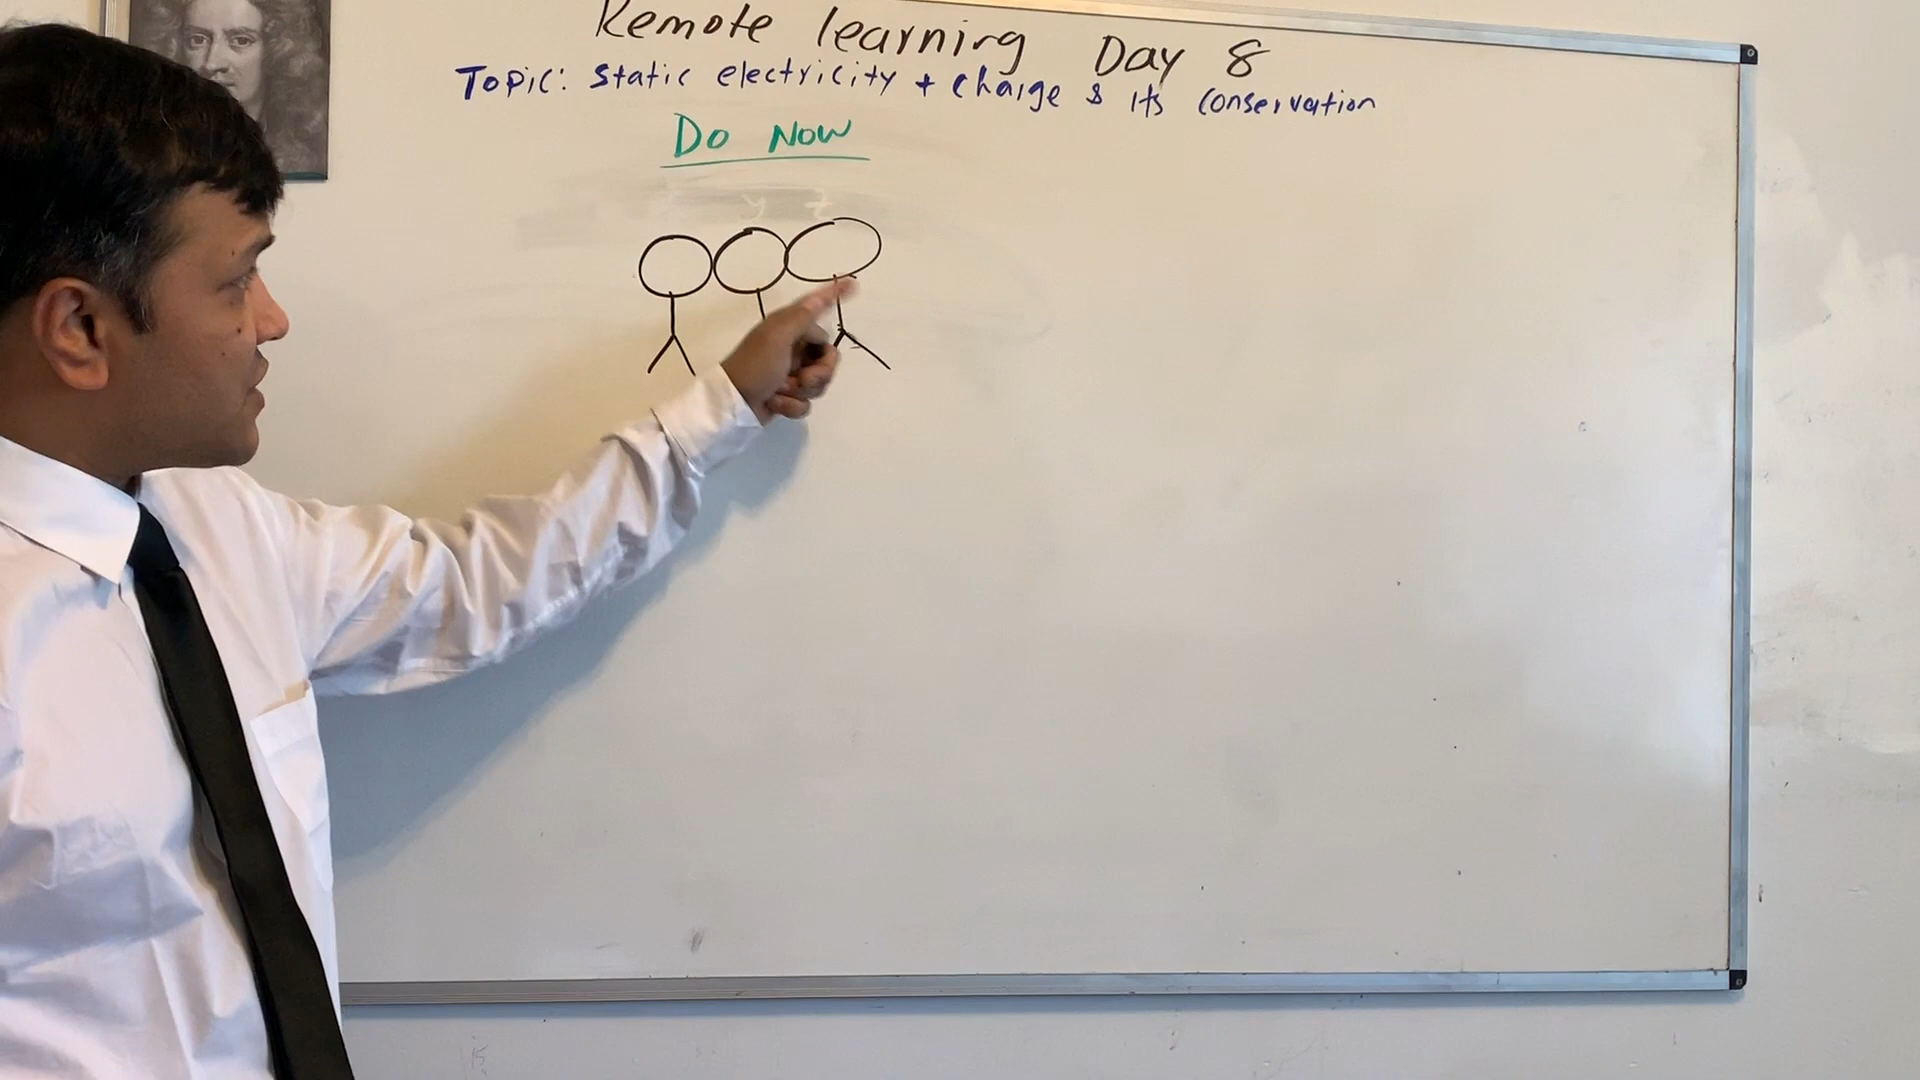 Remote learning Day 8
Topic: static electricity + charge & its conservation
Do Now
y z